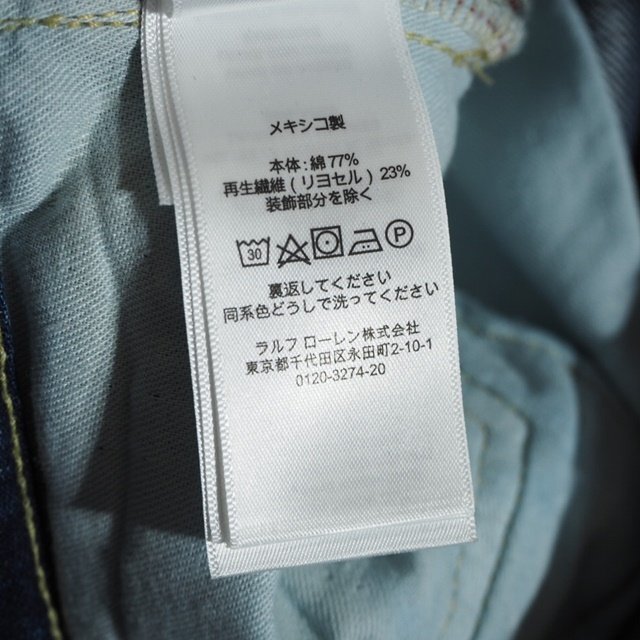 メキシコ製
本体:綿77%
再生繊維(リヨセル)23%
装飾部分を除く
30 P
裏返してください
同系色どうしで洗ってください
ラルフ ローレン株式会社
東京都千代田区永田町2-10-1
0120-3274-20